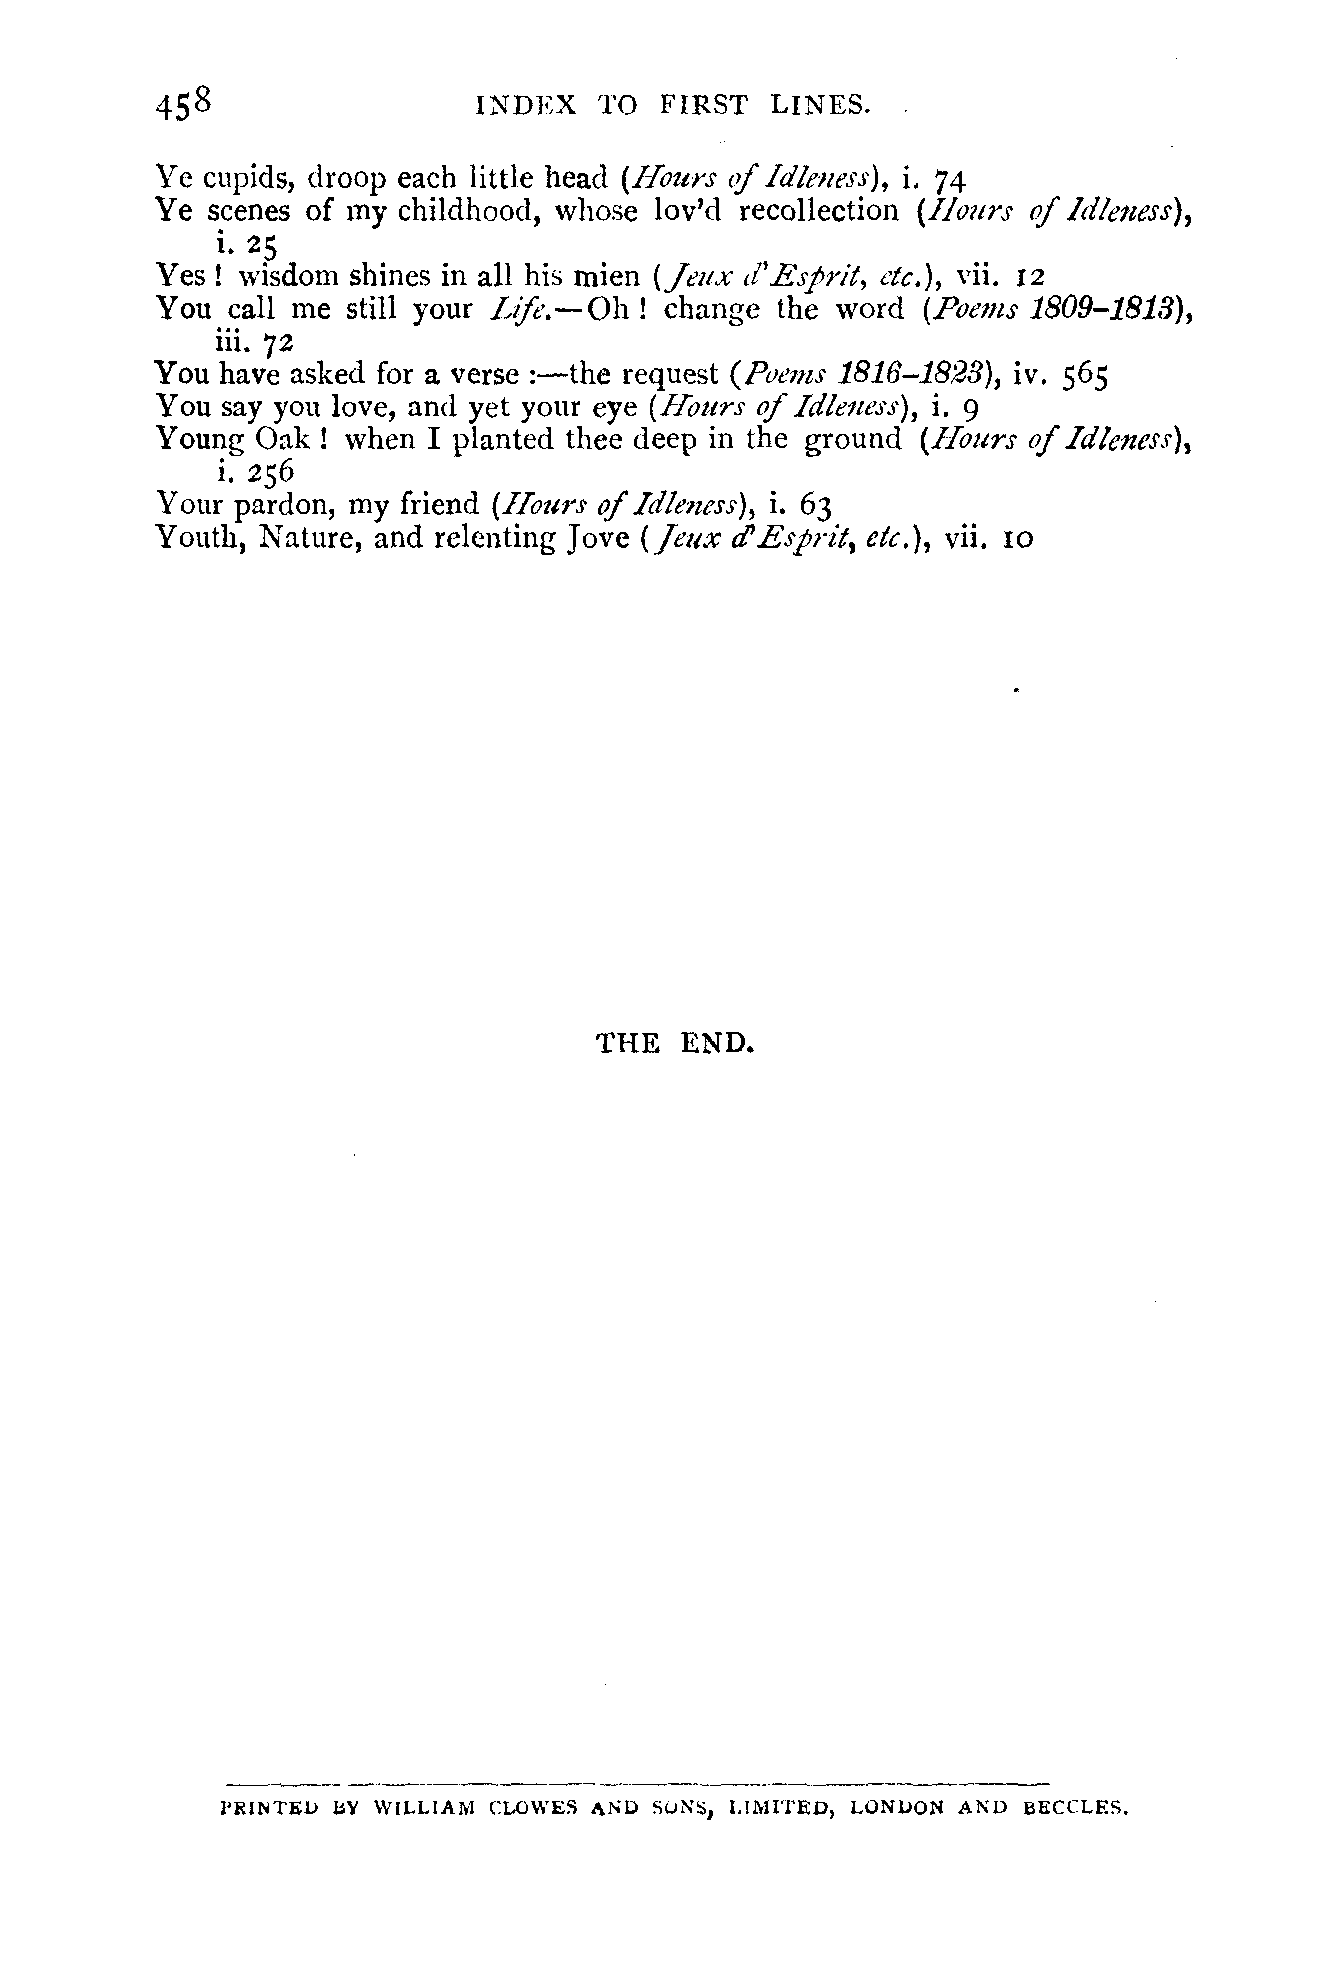 458 INDEX TO FIRST LINES.
Ye cupids, droop each little head (Hours of Idleness), i. 74
Ye scenes of my childhood, whose lov'd recollection (Hours of Idleness),
i. 25
Yes ! wisdom shines in all his mien (Jeux d'Esprit, etc.), vii. 12
You call me still your Life.—Oh ! change the word (Poems 1809–1813),
iii. 72
You have asked for a verse :—the request (Poems 1816–1823), iv. 565
You say you love, and yet your eye (Hours of Idleness), i. 9
Young Oak ! when I planted thee deep in the ground (Hours of Idleness),
i. 256
Your pardon, my friend (Hours of Idleness), i. 63
Youth, Nature, and relenting Jove (Jeux d'Esprit, etc.), vii. 10
THE END.
PRINTED BY WILLIAM CLOWES AND SONS, LIMITED, LONDON AND BECCLES.